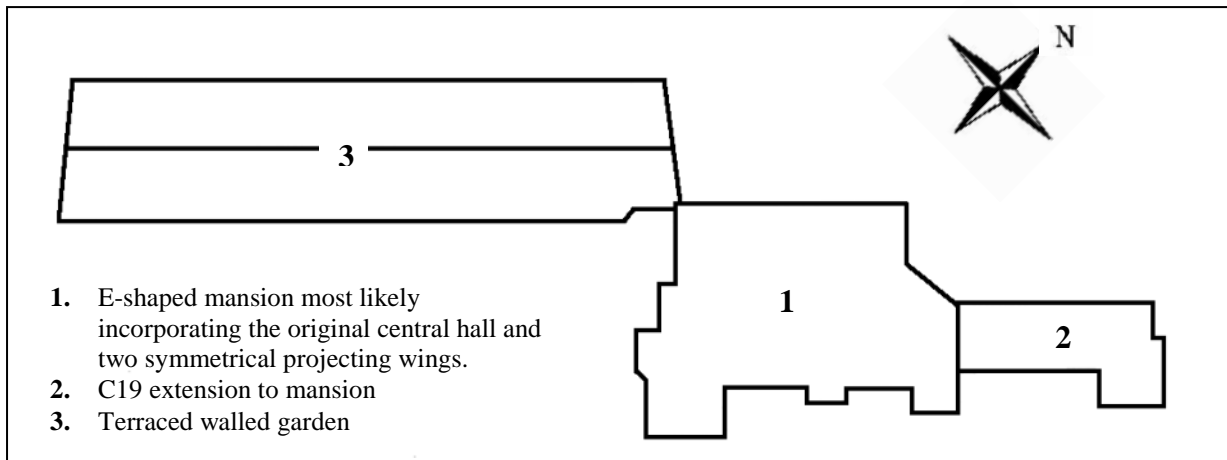 N
3
1. E-shaped mansion most likely
incorporating the original central hall and
two symmetrical projecting wings.
2. C19 extension to mansion
3. Terraced walled garden
1
2